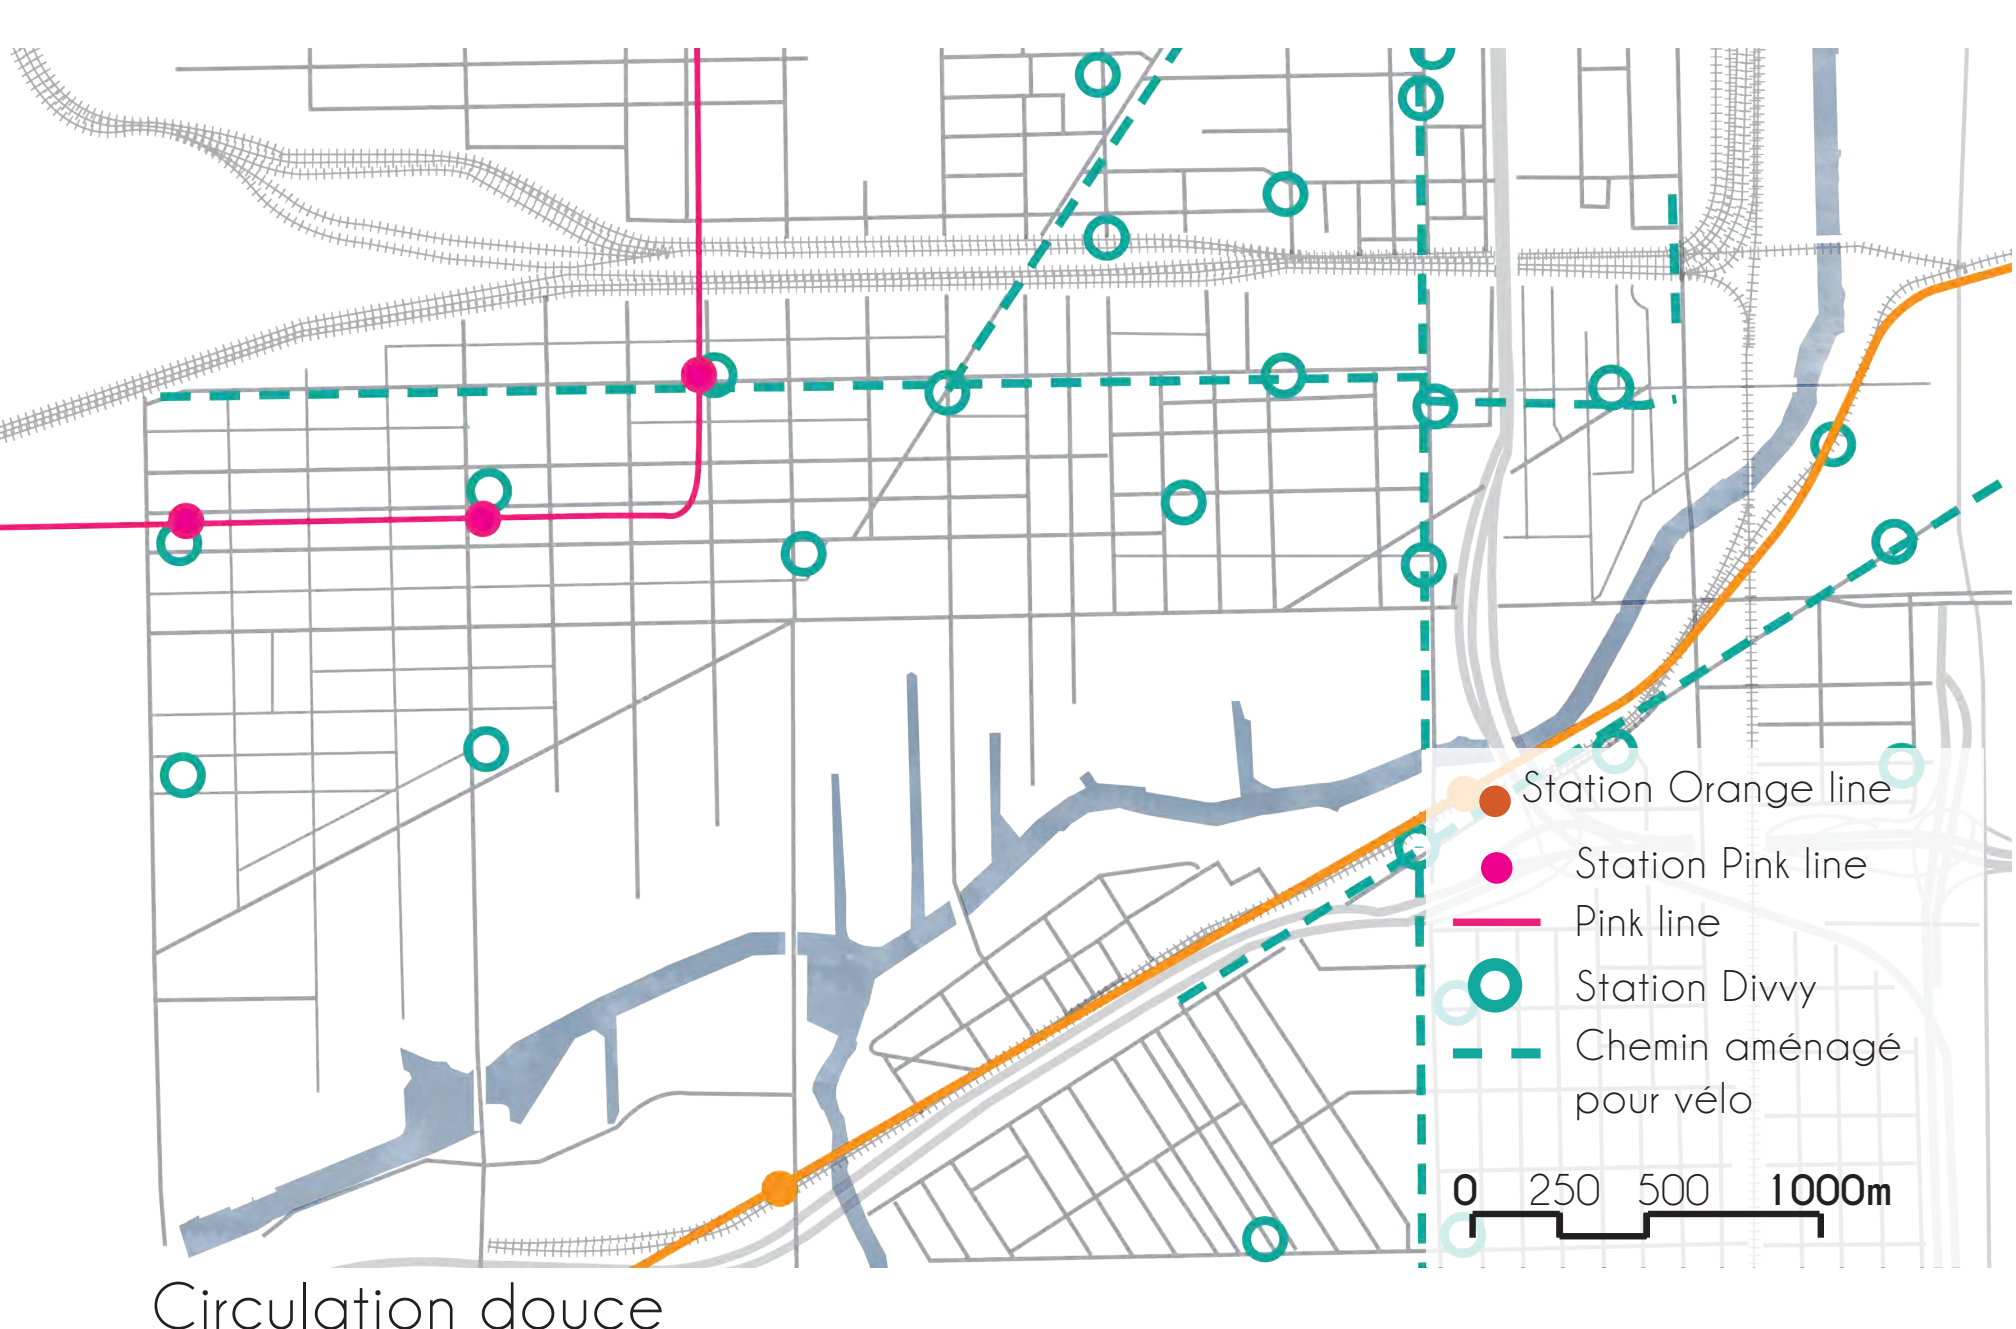 Station Orange line
Station Pink line
Pink line
Station Divvy
Chemin aménagé
pour vélo
0 250 500 1000m
Circulation douce